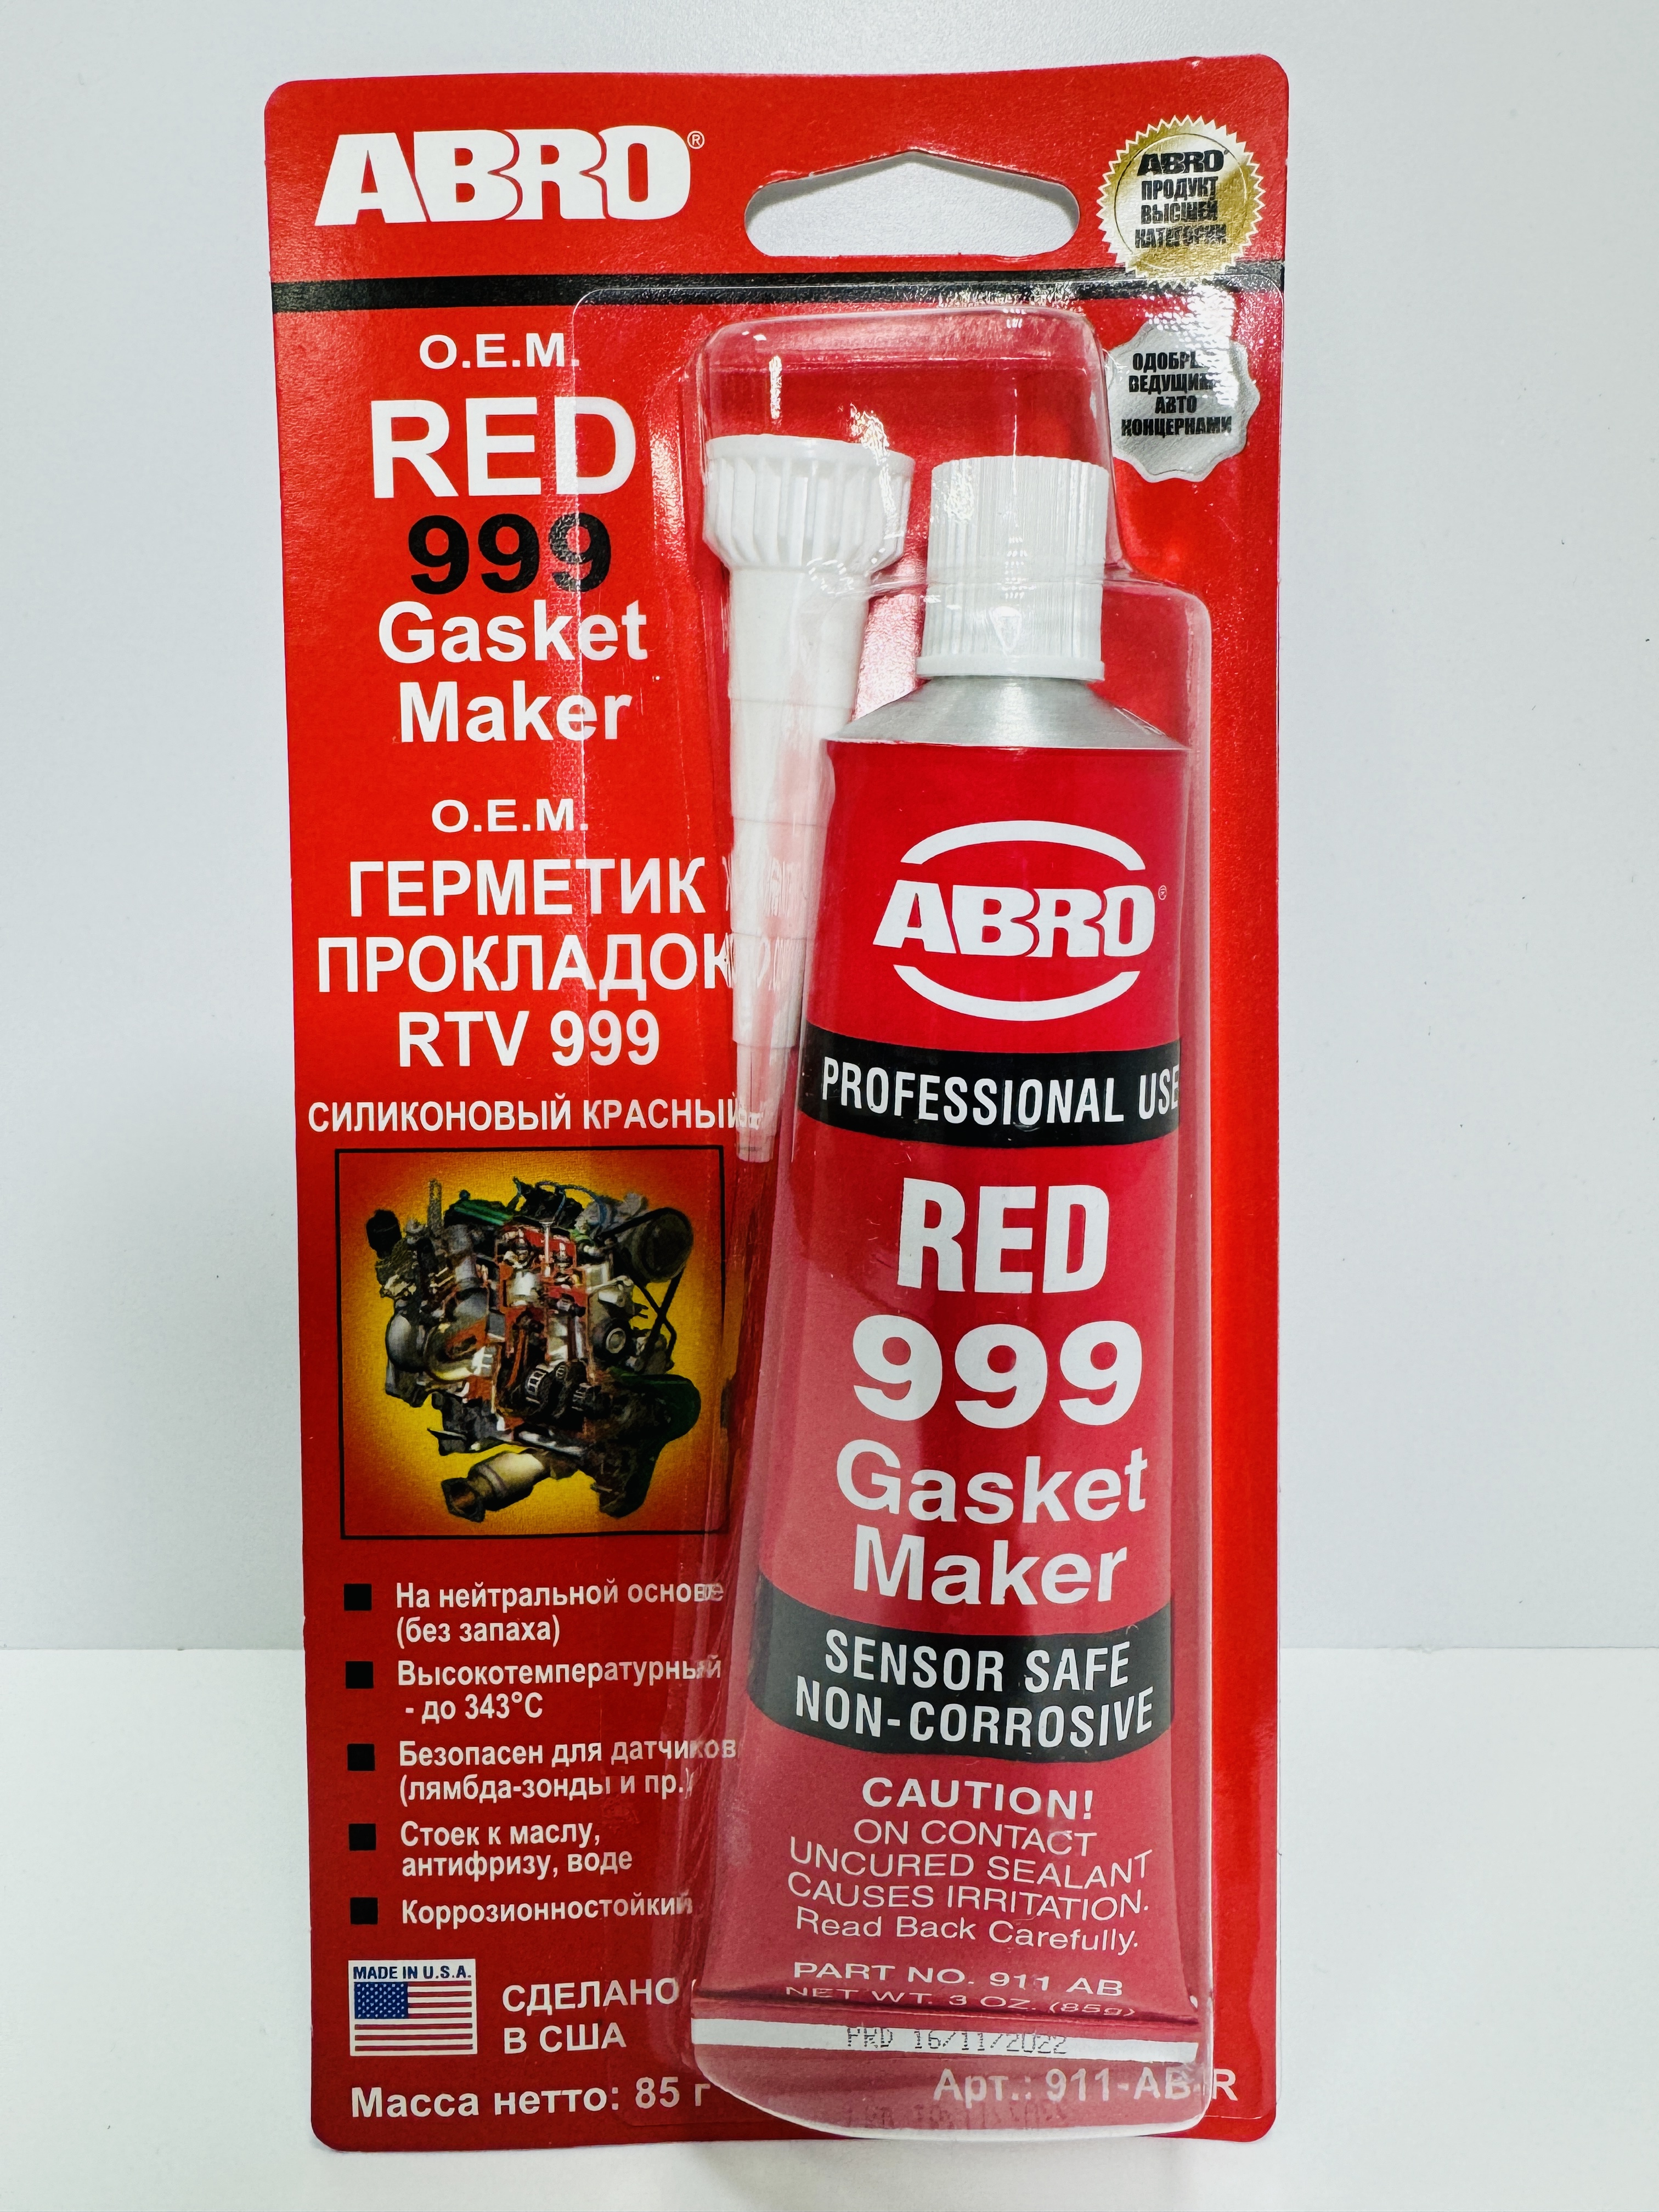 ABRO®
ABRO®
ПРОДУКТ
ВЫСШЕЙ
КАТЕГОРИИ
ВЕДУЩИМИ
АВТО
КОНЦЕРНАМИ
O.E.M.
RED
999
Gasket
Maker
O.E.M.
ГЕРМЕТИК
ПРОКЛАДОК
RTV 999
СИЛИКОНОВЫЙ КРАСНЫЙ
На нейтральной основе
(без запаха)
Высокотемпературный
- до 343°C
Безопасен для датчиков
(лямбда-зонды и пр.)
Стоек к маслу,
антифризу, воде
Коррозионностойкий
MADE IN U.S.A.
СДЕЛАНО
В США
Масса нетто: 85 г
ABRO®
PROFESSIONAL USE
RED
999
Gasket
Maker
SENSOR SAFE
NON-CORROSIVE
CAUTION!
ON CONTACT
UNCURED SEALANT
CAUSES IRRITATION.
Read Back Carefully.
PART NO. 911 AB
NET WT. 3 OZ. (85g)
PRD 16/11/2022
Арт.: 911-AB-R